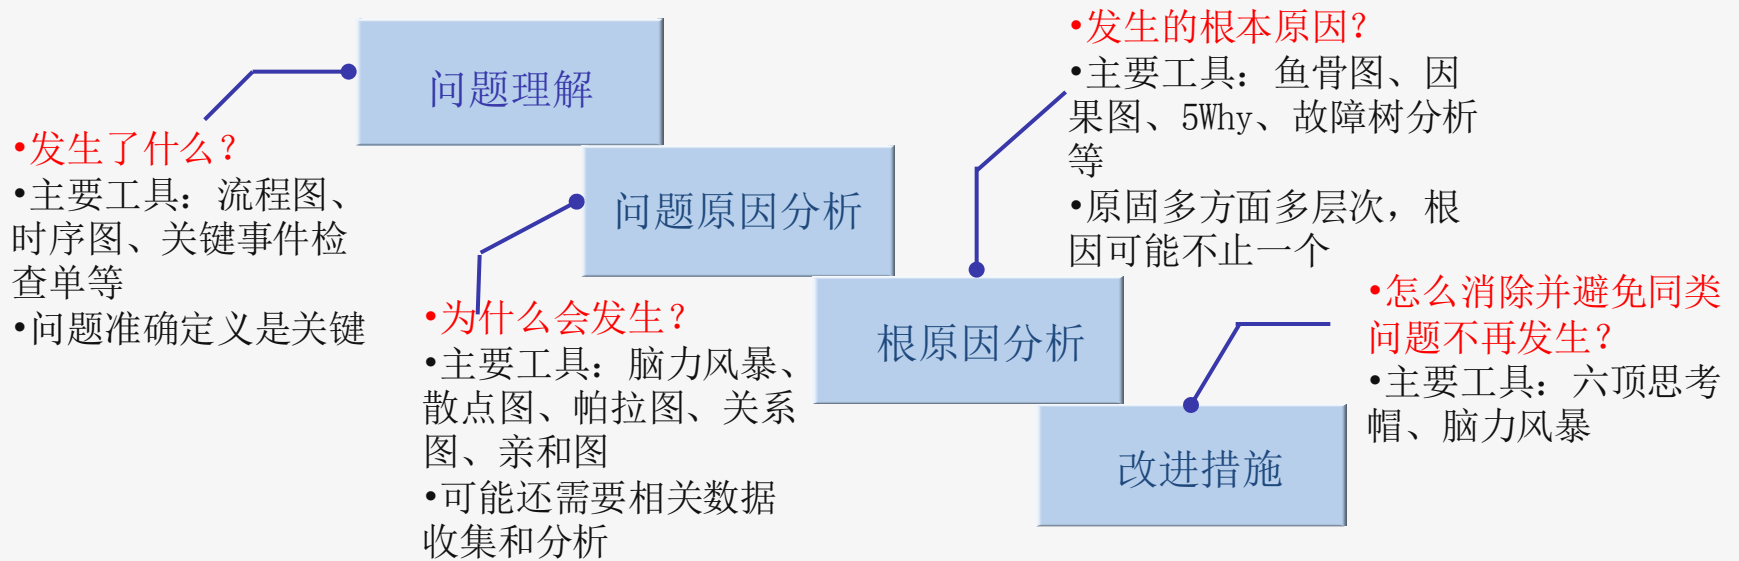 问题理解
•发生了什么？
•主要工具：流程图、
时序图、关键事件检
查单等
•问题准确定义是关键
问题原因分析
•为什么会发生？
•主要工具：脑力风暴、
散点图、帕拉图、关系
图、亲和图
•可能还需要相关数据
收集和分析
根原因分析
•发生的根本原因？
•主要工具：鱼骨图、因
果图、5Why、故障树分析
等
•原固多方面多层次，根
因可能不止一个
改进措施
•怎么消除并避免同类
问题不再发生？
•主要工具：六顶思考
帽、脑力风暴